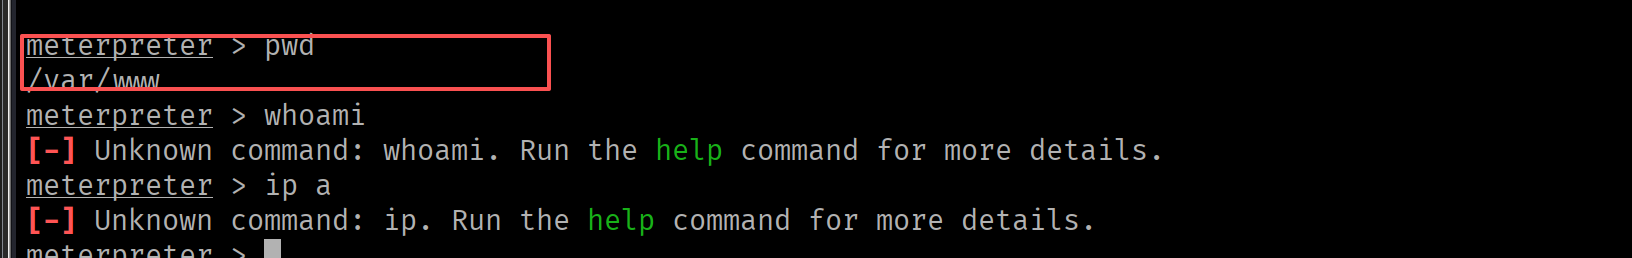 meterpreter > pwd
/var/www
meterpreter > whoami
[-] Unknown command: whoami. Run the help command for more details.
meterpreter > ip a
[-] Unknown command: ip. Run the help command for more details.
meterpreter >